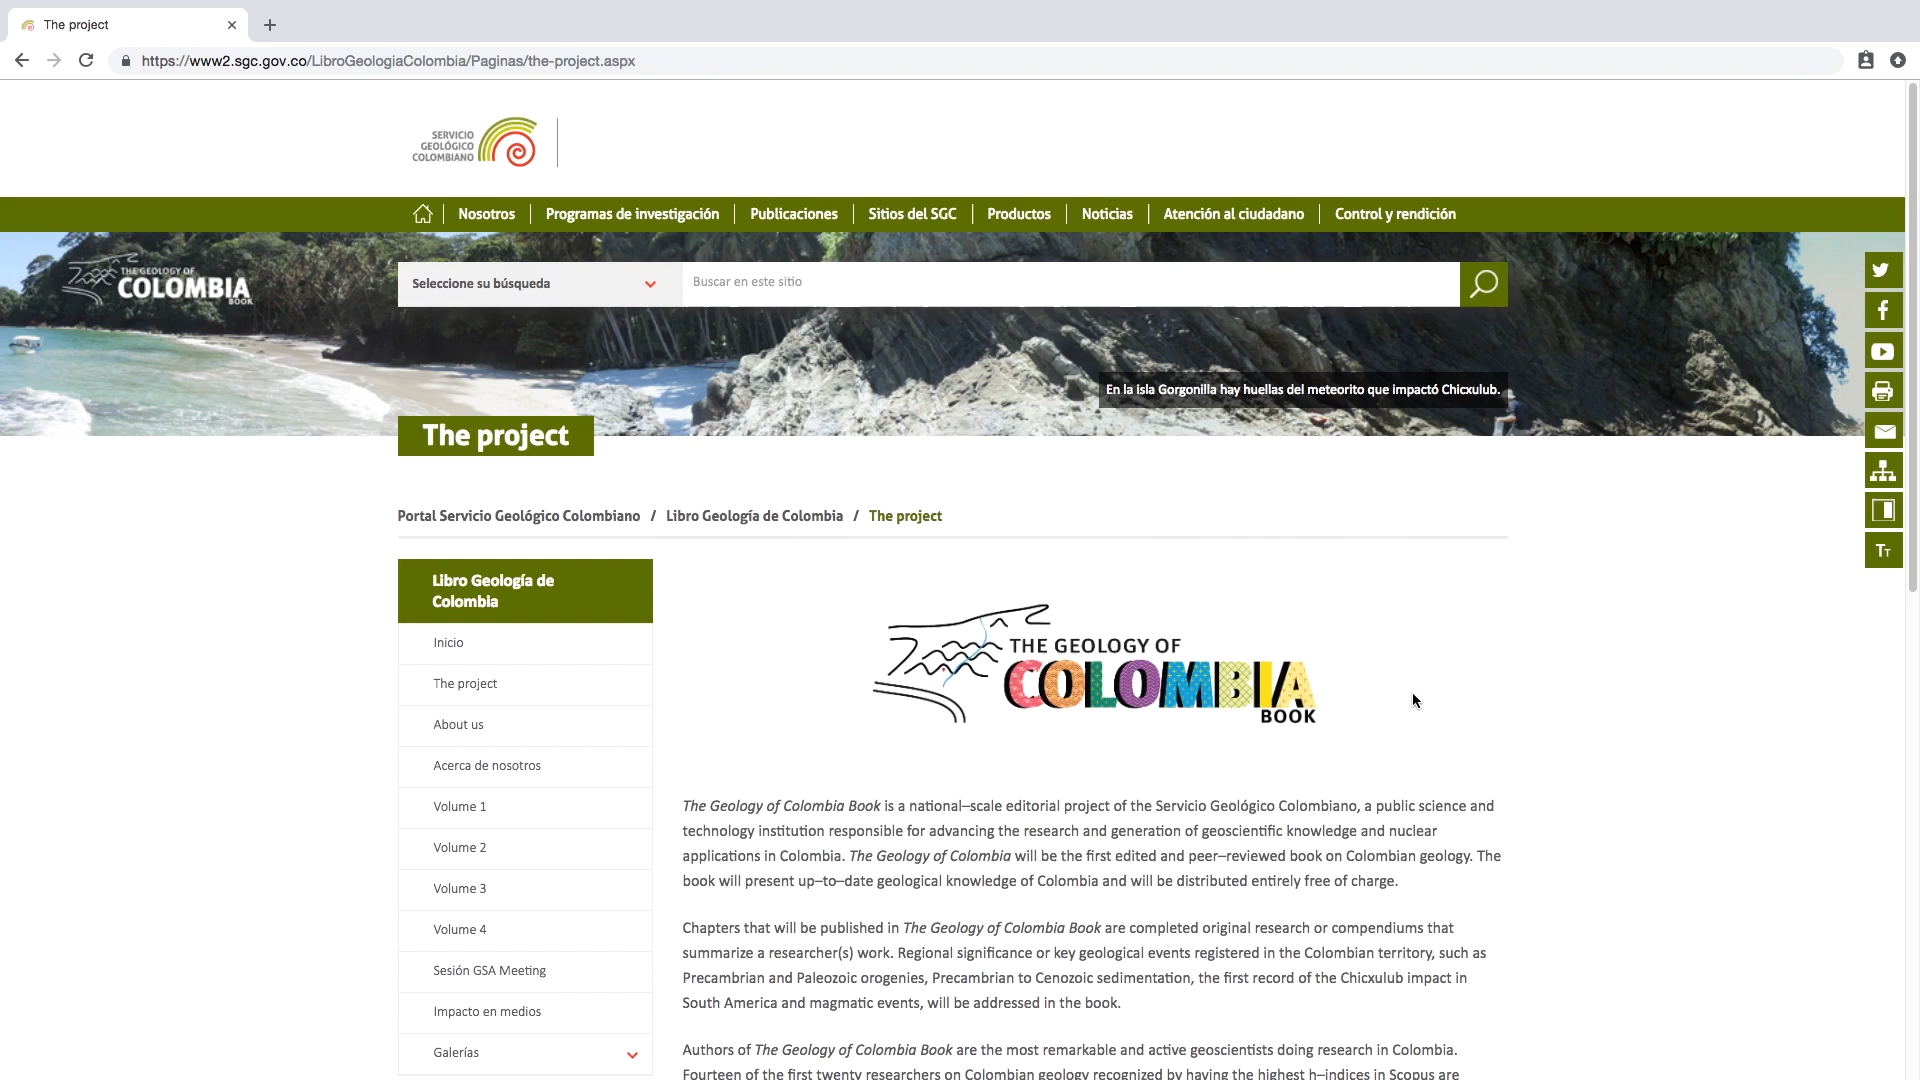 The project
https://www2.sgc.gov.co/LibroGeologiaColombia/Paginas/the-project.aspx
SERVICIO
GEOLÓGICO
COLOMBIANO
Nosotros
Programas de investigación
Publicaciones
Sitios del SGC
Productos
Noticias
Atención al ciudadano
Control y rendición
THE GEOLOGY OF
COLOMBIA
BOOK
Seleccione su búsqueda
Buscar en este sitio
En la isla Gorgonilla hay huellas del meteorito que impactó Chicxulub.
The project
Portal Servicio Geológico Colombiano / Libro Geología de Colombia / The project
Libro Geología de
Colombia
Inicio
The project
About us
Acerca de nosotros
Volume 1
Volume 2
Volume 3
Volume 4
Sesión GSA Meeting
Impacto en medios
Galerías
THE GEOLOGY OF
COLOMBIA
BOOK
The Geology of Colombia Book is a national–scale editorial project of the Servicio Geológico Colombiano, a public science and
technology institution responsible for advancing the research and generation of geoscientific knowledge and nuclear
applications in Colombia. The Geology of Colombia will be the first edited and peer–reviewed book on Colombian geology. The
book will present up–to–date geological knowledge of Colombia and will be distributed entirely free of charge.
Chapters that will be published in The Geology of Colombia Book are completed original research or compendiums that
summarize a researcher(s) work. Regional significance or key geological events registered in the Colombian territory, such as
Precambrian and Paleozoic orogenies, Precambrian to Cenozoic sedimentation, the first record of the Chicxulub impact in
South America and magmatic events, will be addressed in the book.
Authors of The Geology of Colombia Book are the most remarkable and active geoscientists doing research in Colombia.
Fourteen of the first twenty researchers on Colombian geology recognized by having the highest h–indices in Scopus are
TT